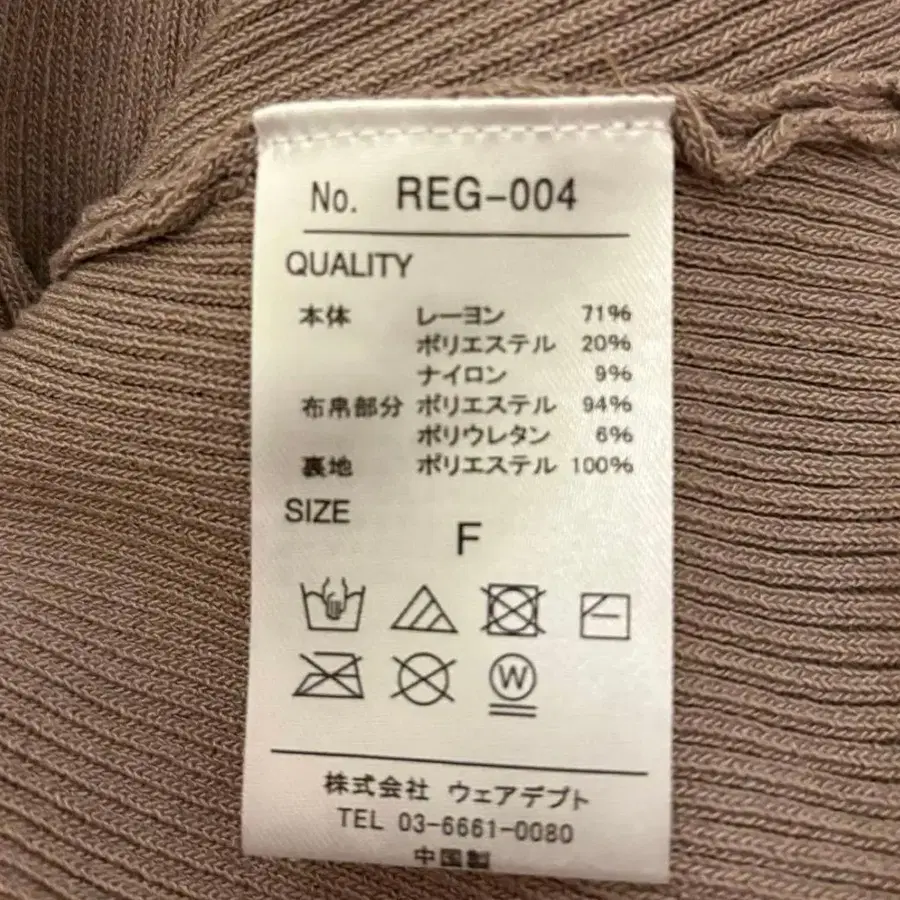 No. REG-004
QUALITY
本体 レーヨン 71%
ポリエステル 20%
ナイロン 9%
布帛部分 ポリエステル 94%
ポリウレタン 6%
裏地 ポリエステル 100%
SIZE
F
W
株式会社 ウェアデプト
TEL 03-6661-0080
中国製